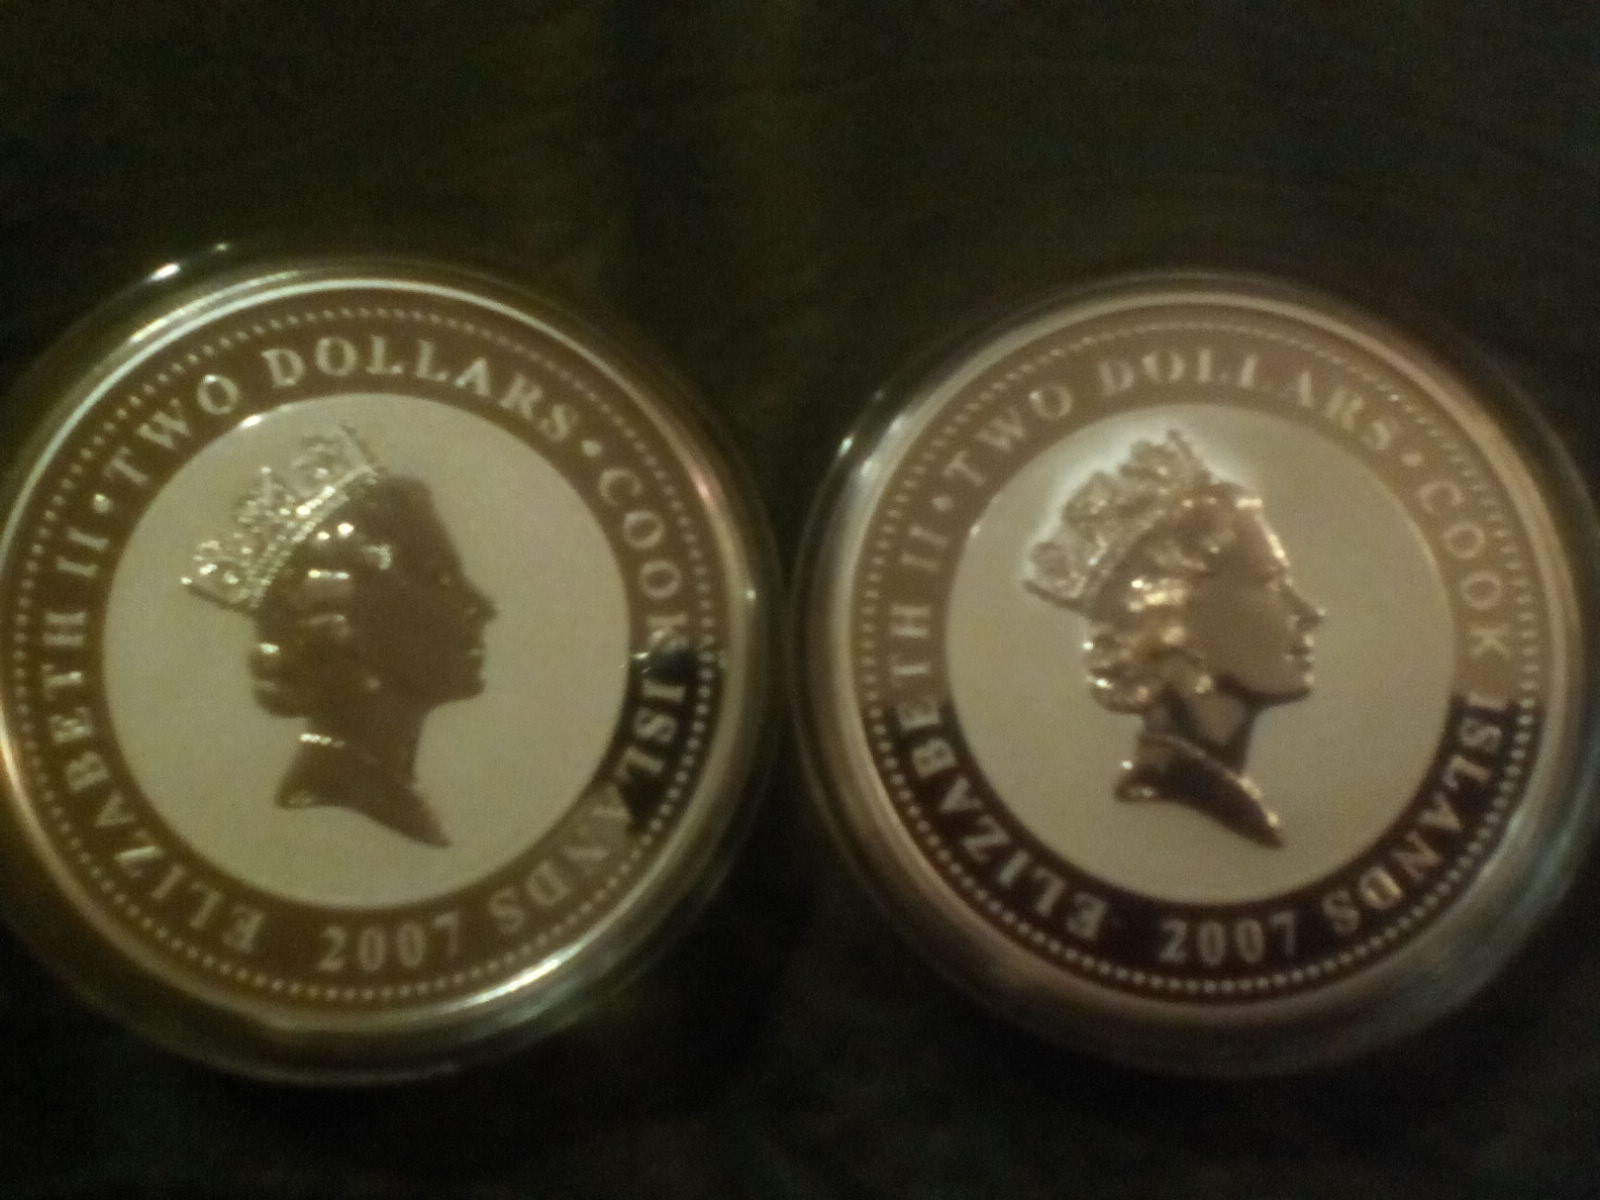 ELIZABETH II • TWO DOLLARS • COOK ISLANDS
2007
ELIZABETH II • TWO DOLLARS • COOK ISLANDS
2007